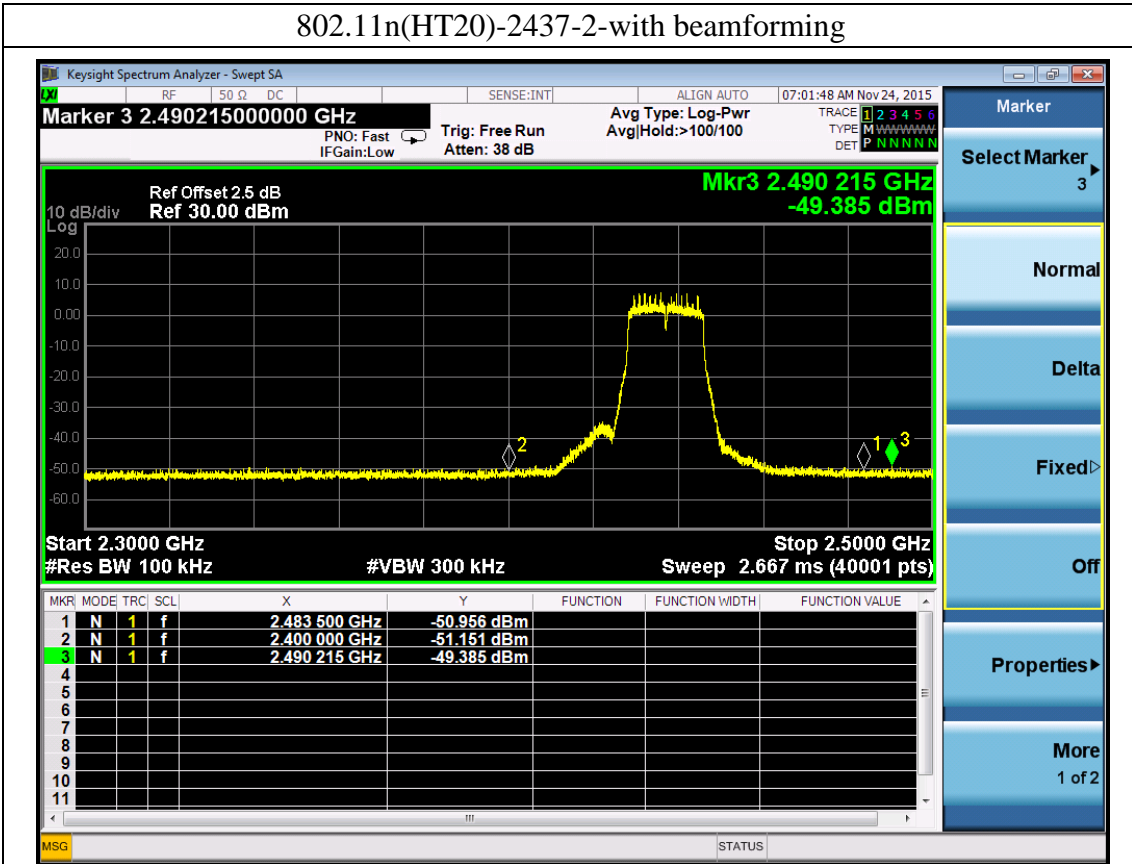 802.11n(HT20)-2437-2-with beamforming
Keysight Spectrum Analyzer - Swept SA
LXI RF 50 Ω DC SENSE:INT ALIGN AUTO 07:01:48 AM Nov 24, 2015
Marker 3 2.490215000000 GHz
PNO: Fast
IFGain:Low
Trig: Free Run
Atten: 38 dB
Avg Type: Log-Pwr
Avg|Hold:>100/100
TRACE 1 2 3 4 5 6
TYPE M WWWWW
DET P N N N N N
Mkr3 2.490 215 GHz
-49.385 dBm
Ref Offset 2.5 dB
10 dB/div Ref 30.00 dBm
Log
20.0
10.0
0.00
-10.0
-20.0
-30.0
-40.0
-50.0
-60.0
2
1
3
Start 2.3000 GHz Stop 2.5000 GHz
#Res BW 100 kHz #VBW 300 kHz Sweep 2.667 ms (40001 pts)
MKR MODE TRC SCL X Y FUNCTION FUNCTION WIDTH FUNCTION VALUE
1 N 1 f 2.483 500 GHz -50.956 dBm
2 N 1 f 2.400 000 GHz -51.151 dBm
3 N 1 f 2.490 215 GHz -49.385 dBm
4
5
6
7
8
9
10
11
MSG STATUS
Marker
Select Marker
3
Normal
Delta
Fixed
Off
Properties
More
1 of 2